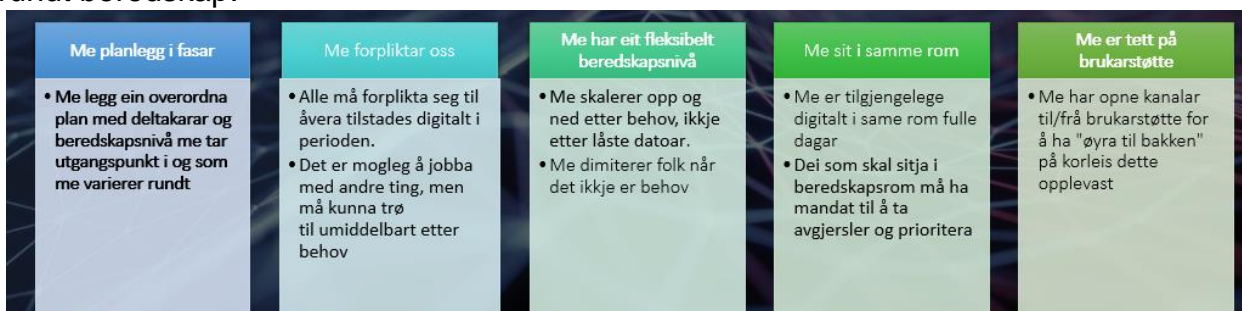 rundt beredskap:
Me planlegg i fasar
• Me legg ein overordna
plan med deltakarar og
beredskapsnivå me tar
utgangspunkt i og som
me varierer rundt
Me forpliktar oss
• Alle må forplikta seg til
åvera tilstades digitalt i
perioden.
• Det er mogleg å jobba
med andre ting, men
må kunna trø
til umiddelbart etter
behov
Me har eit fleksibelt
beredskapsnivå
• Me skalerer opp og
ned etter behov, ikkje
etter låste datoar.
• Me dimiterer folk når
det ikkje er behov
Me sit i samme rom
• Me er tilgjengelege
digitalt i same rom fulle
dagar
• Dei som skal sitja i
beredskapsrom må ha
mandat til å ta
avgjersler og prioritera
Me er tett på
brukarstøtte
• Me har opne kanalar
til/frå brukarstøtte for
å ha "øyra til bakken"
på korleis dette
opplevast